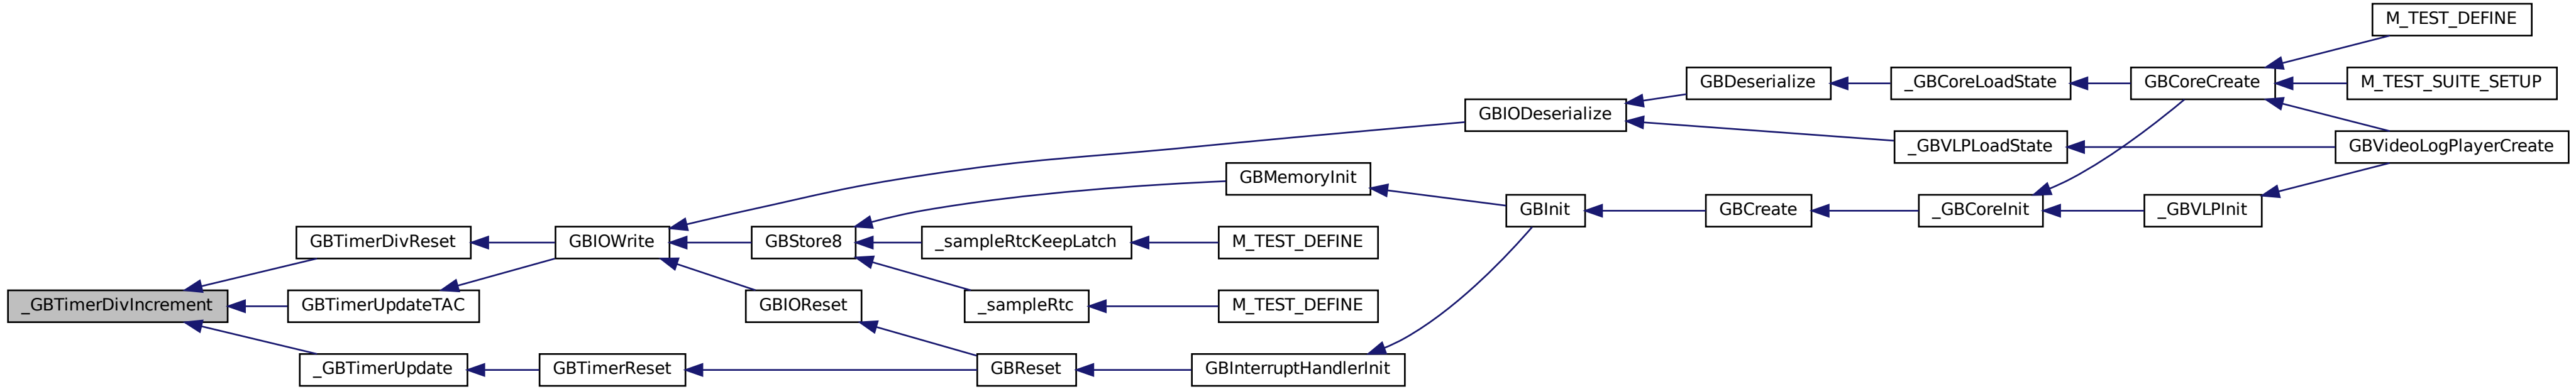 M_TEST_DEFINE
GBDeserialize
_GBCoreLoadState
GBCoreCreate
M_TEST_SUITE_SETUP
GBIODeserialize
_GBVLPLoadState
GBVideoLogPlayerCreate
GBMemoryInit
GBInit
GBCreate
_GBCoreInit
_GBVLPInit
GBTimerDivReset
GBIOWrite
GBStore8
_sampleRtcKeepLatch
M_TEST_DEFINE
_GBTimerDivIncrement
GBTimerUpdateTAC
GBIOReset
_sampleRtc
M_TEST_DEFINE
_GBTimerUpdate
GBTimerReset
GBReset
GBInterruptHandlerInit